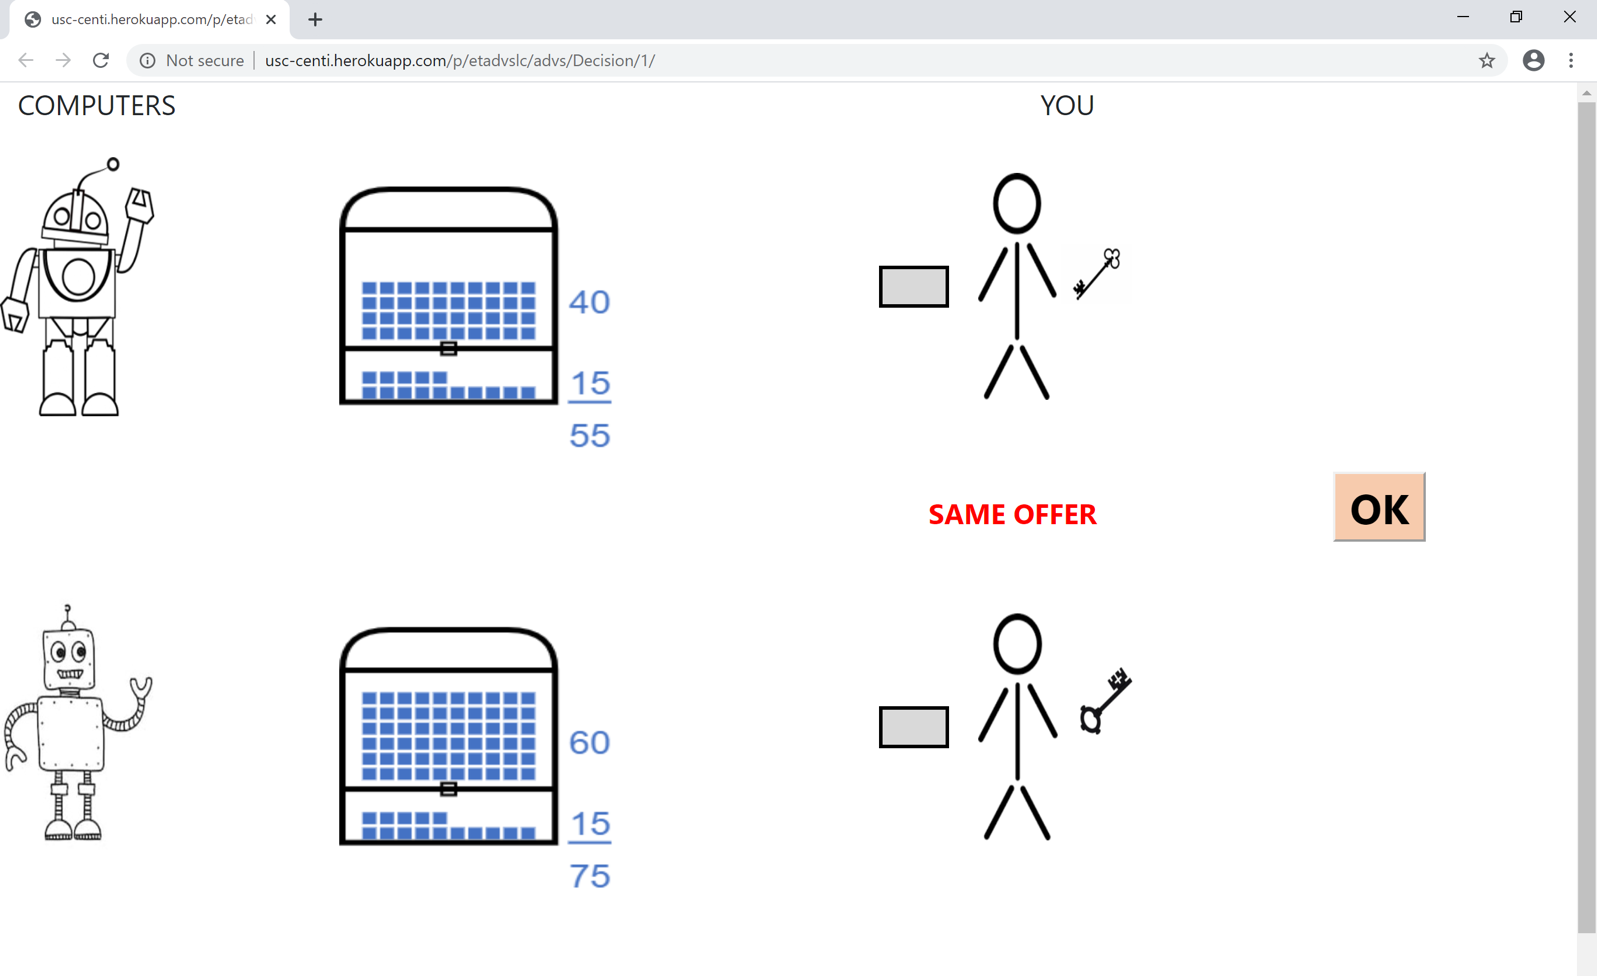 usc-centi.herokuapp.com/p/etad
Not secure
usc-centi.herokuapp.com/p/etadvslc/advs/Decision/1/
COMPUTERS
YOU
40
15
55
SAME OFFER
OK
60
15
75